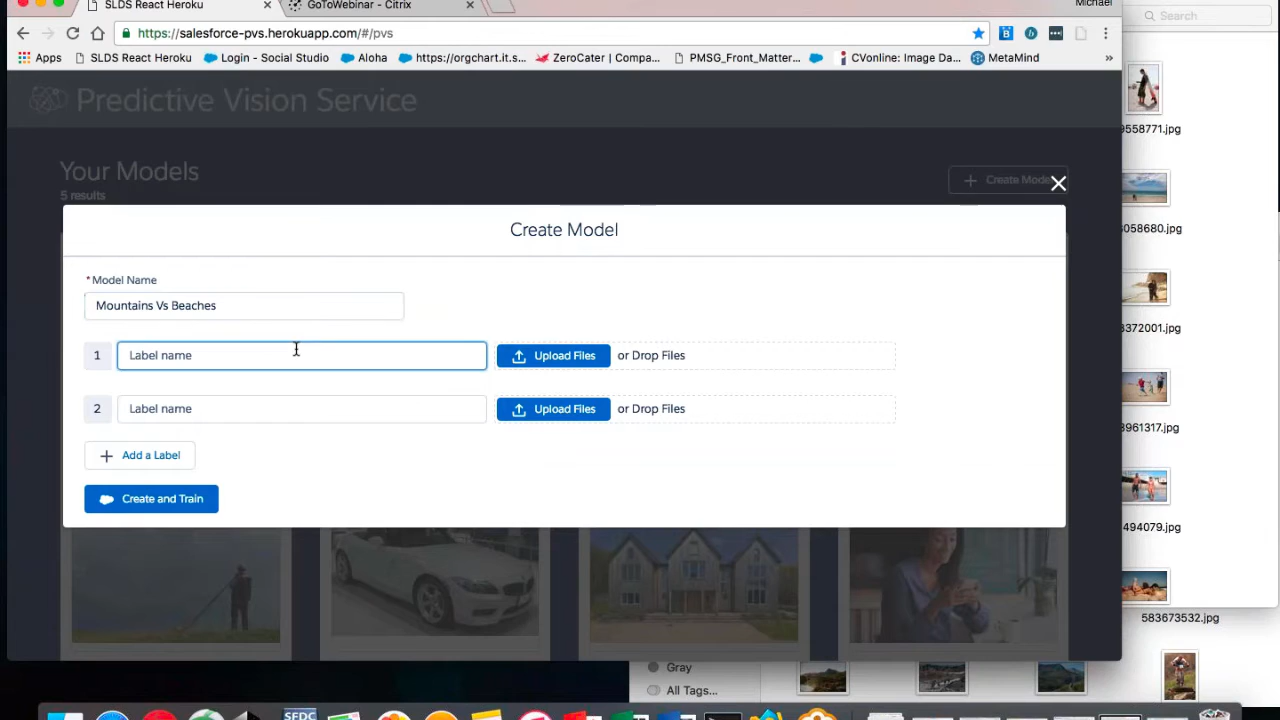 SLDS React Heroku
GoToWebinar - Citrix
Michael
https://salesforce-pvs.herokuapp.com/#/pvs
Search
Apps
SLDS React Heroku
Login - Social Studio
Aloha
https://orgchart.it.s...
ZeroCater | Compa...
PMSG_Front_Matter...
CVonline: Image Da...
MetaMind
»
Predictive Vision Service
Your Models
5 results
+ Create Model
Create Model
* Model Name
Mountains Vs Beaches
1
Label name
Upload Files
or Drop Files
2
Label name
Upload Files
or Drop Files
+ Add a Label
Create and Train
9558771.jpg
058680.jpg
372001.jpg
961317.jpg
494079.jpg
583673532.jpg
Gray
All Tags...
SFDC